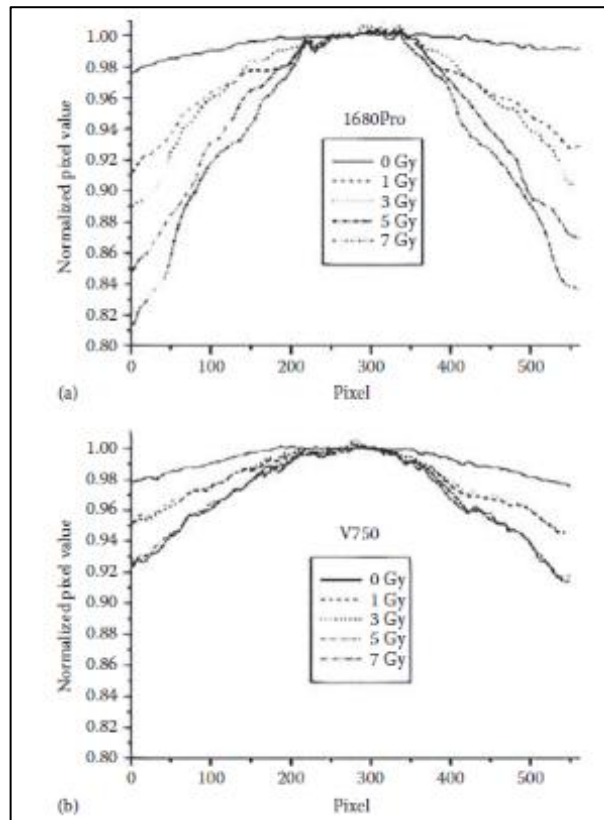 1.00
0.98
0.96
0.94
0.92
0.90
0.88
0.86
0.84
0.82
0.80
Normalized pixel value
1680Pro
0 Gy
1 Gy
3 Gy
5 Gy
7 Gy
0 100 200 300 400 500
(a) Pixel
1.00
0.98
0.96
0.94
0.92
0.90
0.88
0.86
0.84
0.82
0.80
Normalized pixel value
V750
0 Gy
1 Gy
3 Gy
5 Gy
7 Gy
0 100 200 300 400 500
(b) Pixel